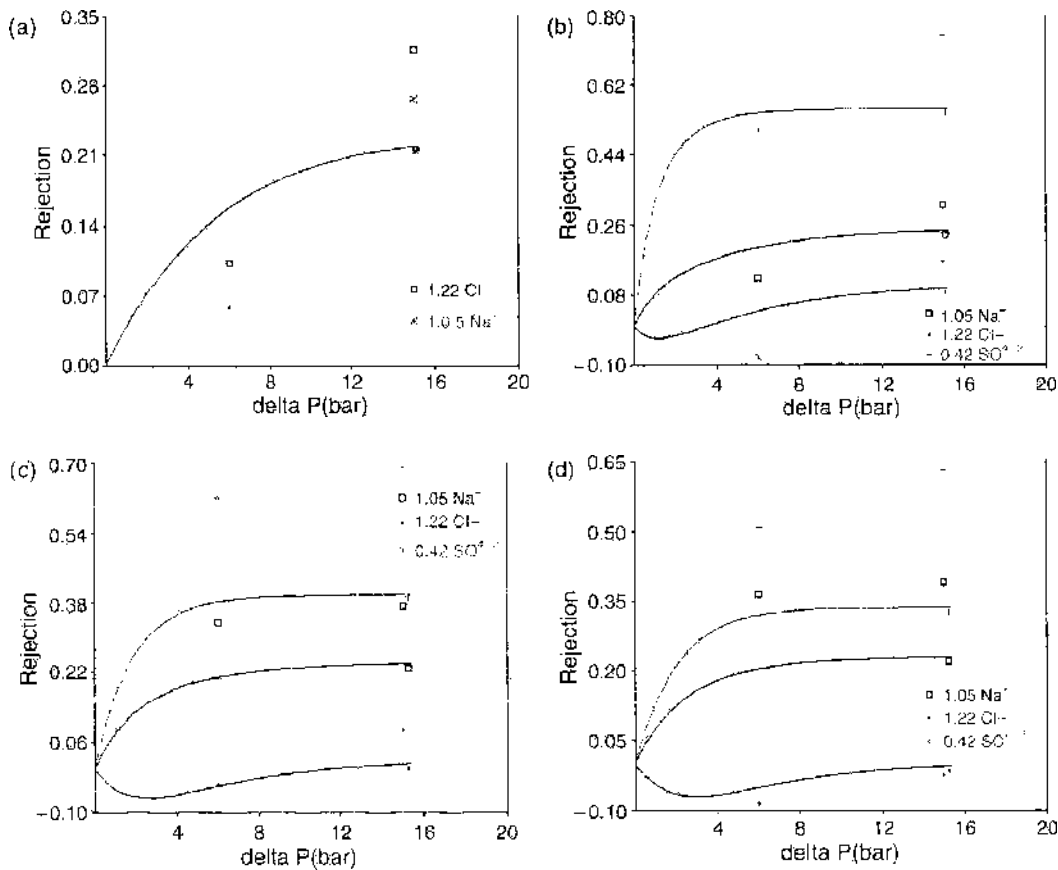 (a)
Rejection
0.35
0.28
0.21
0.14
0.07
0.00
4 8 12 16 20
delta P(bar)
1.22 Cl
1.0.5 Na
(b)
Rejection
0.80
0.62
0.44
0.26
0.08
−0.10
4 8 12 16 20
delta P(bar)
1.05 Na⁻
1.22 Cl−
0.42
(c)
Rejection
0.70
0.54
0.38
0.22
0.06
−0.10
4 8 12 16 20
delta P(bar)
1.05 Na⁻
1.22 Cl−
0.42
(d)
Rejection
0.65
0.50
0.35
0.20
0.05
−0.10
4 8 12 16 20
delta P(bar)
1.05 Na
1.22 Cl-
0.42